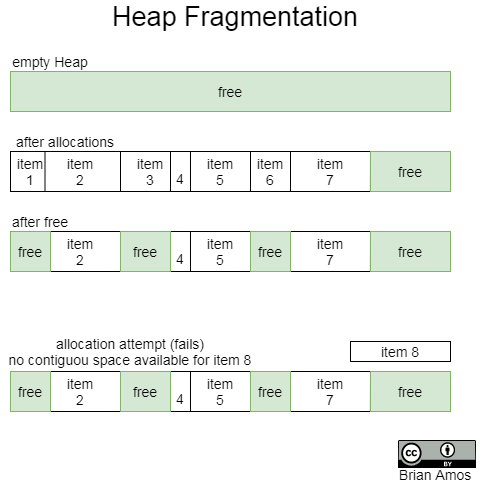 Heap Fragmentation
empty Heap
free
after allocations
item 1 item 2 item 3 4 item 5 item 6 item 7 free
after free
free item 2 free 4 item 5 free item 7 free
allocation attempt (fails)
no contiguou space available for item 8
item 8
free item 2 free 4 item 5 free item 7 free
cc
BY
Brian Amos